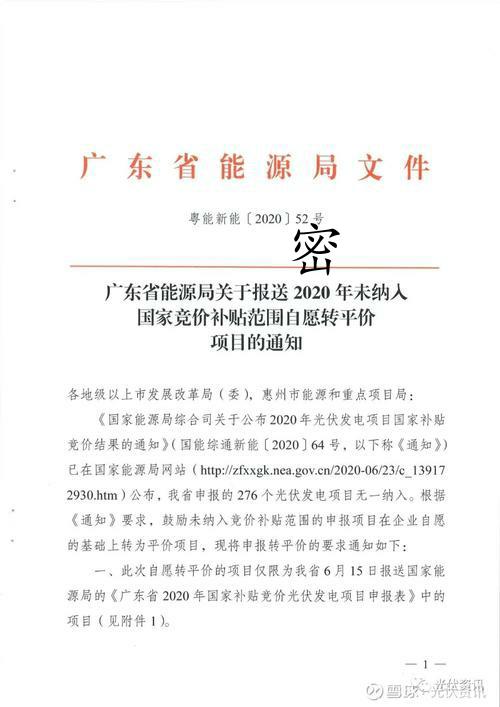 广东省能源局文件
粤能新能〔2020〕52号
密
广东省能源局关于报送2020年未纳入
国家竞价补贴范围自愿转平价
项目的通知
各地级以上市发展改革局（委），惠州市能源和重点项目局：
《国家能源局综合司关于公布2020年光伏发电项目国家补贴
竞价结果的通知》（国能综通新能〔2020〕64号，以下称《通知》）
已在国家能源局网站（http://zfxxgk.nea.gov.cn/2020-06/23/c_13917
2930.htm）公布，我省申报的276个光伏发电项目无一纳入。根据
《通知》要求，鼓励未纳入竞价补贴范围的申报项目在企业自愿
的基础上转为平价项目，现将申报转平价的要求通知如下：
一、此次自愿转平价的项目仅限为我省6月15日报送国家能
源局的《广东省2020年国家补贴竞价光伏发电项目申报表》中的
项目（见附件1）。
— 1 —
光伏资讯
雪球：光伏资讯